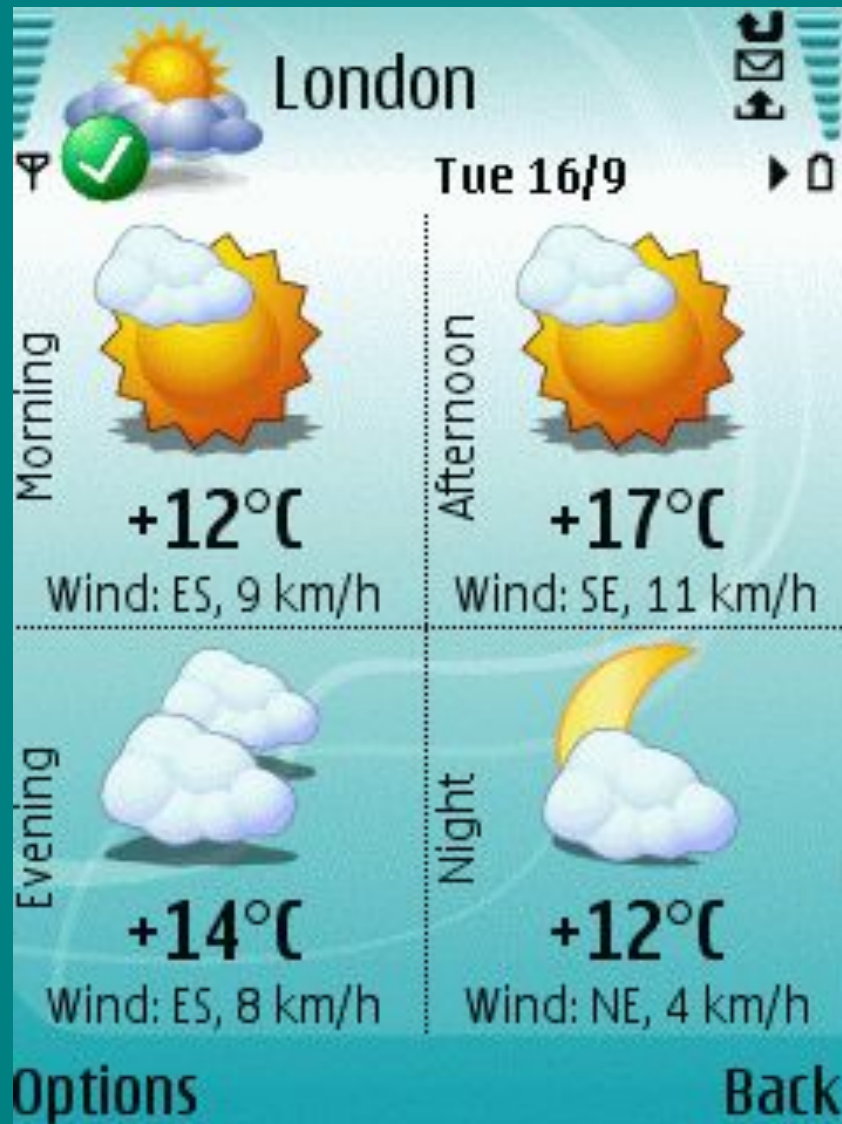 London
Tue 16/9
Morning
+12°C
Wind: ES, 9 km/h
Afternoon
+17°C
Wind: SE, 11 km/h
Evening
+14°C
Wind: ES, 8 km/h
Night
+12°C
Wind: NE, 4 km/h
Options
Back